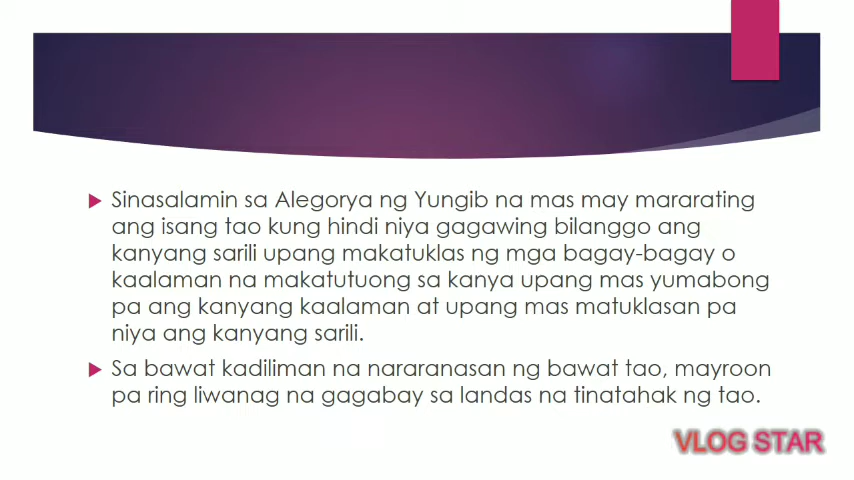 Sinasalamin sa Alegorya ng Yungib na mas may mararating
ang isang tao kung hindi niya gagawing bilanggo ang
kanyang sarili upang makatuklas ng mga bagay-bagay o
kaalaman na makatutuong sa kanya upang mas yumabong
pa ang kanyang kaalaman at upang mas matuklasan pa
niya ang kanyang sarili.
Sa bawat kadiliman na nararanasan ng bawat tao, mayroon
pa ring liwanag na gagabay sa landas na tinatahak ng tao.
VLOG STAR